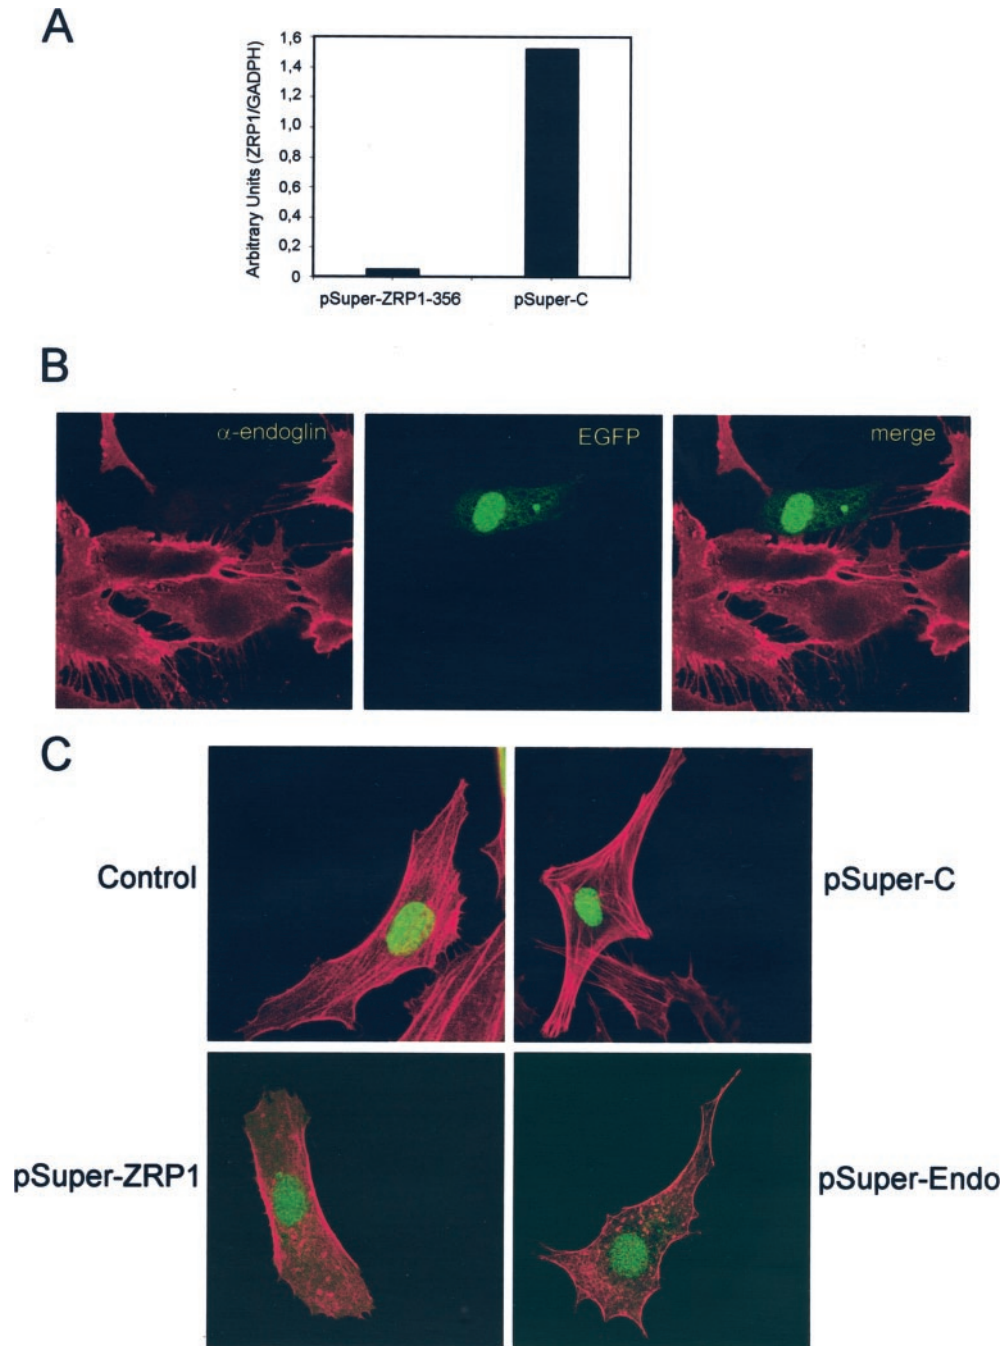 A
Arbitrary Units (ZRP1/GADPH)
1,6
1,4
1,2
1,0
0,8
0,6
0,4
0,2
0
pSuper-ZRP1-356
pSuper-C
B
α-endoglin
EGFP
merge
C
Control
pSuper-C
pSuper-ZRP1
pSuper-Endo